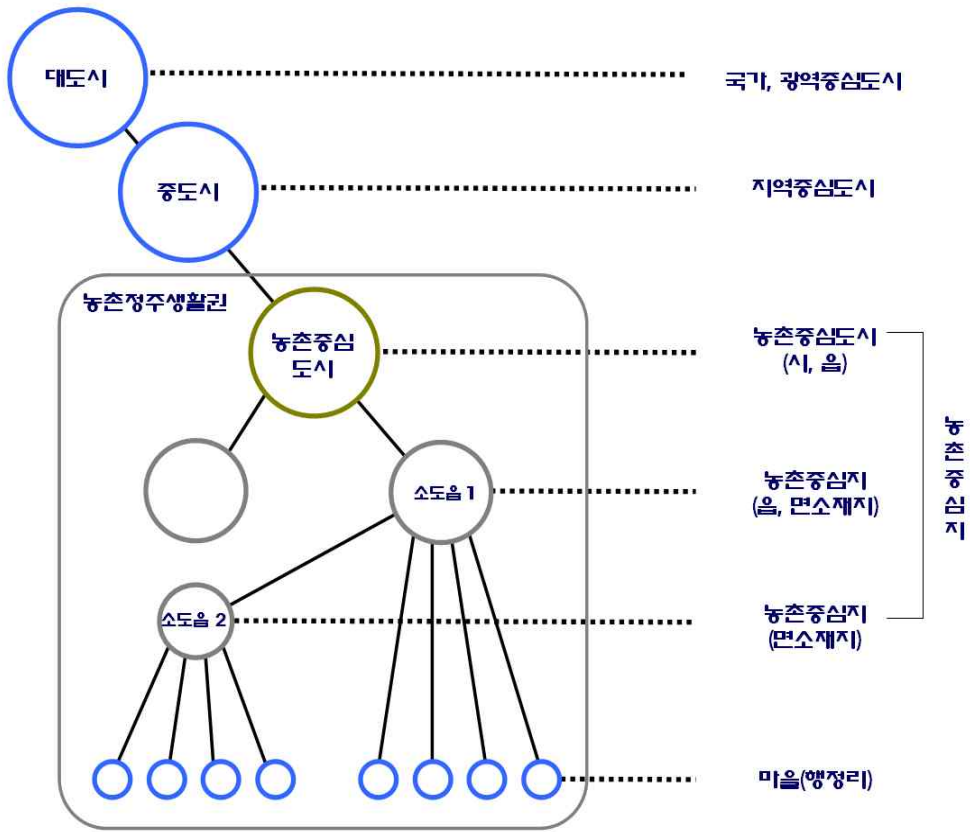 대도시
국가, 광역중심도시
중도시
지역중심도시
농촌정주생활권
농촌중심
도시
농촌중심도시
(시, 읍)
소도읍 1
농촌중심지
(읍, 면소재지)
농촌중심지
소도읍 2
농촌중심지
(면소재지)
마을(행정리)